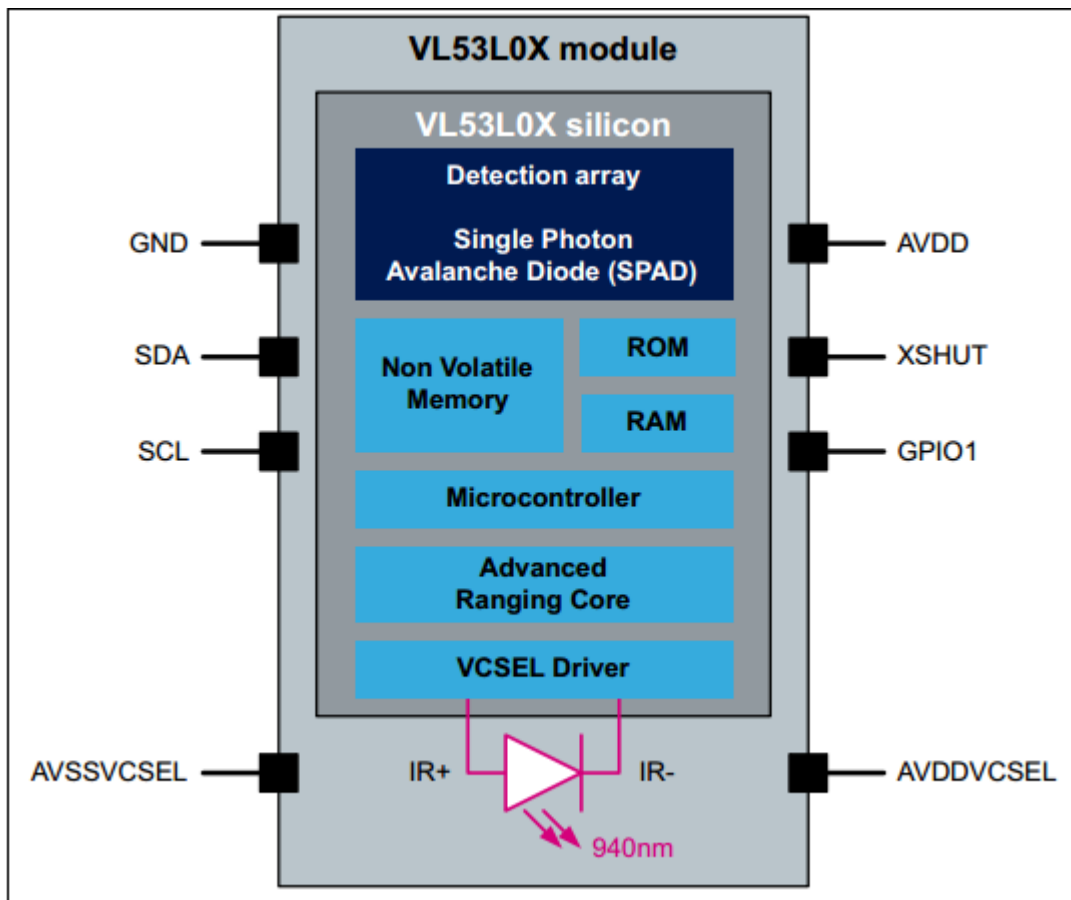 VL53L0X module
VL53L0X silicon
Detection array
Single Photon
Avalanche Diode (SPAD)
GND
AVDD
SDA
Non Volatile
Memory
ROM
XSHUT
SCL
RAM
GPIO1
Microcontroller
Advanced
Ranging Core
VCSEL Driver
AVSSVCSEL
IR+
IR-
AVDDVCSEL
940nm